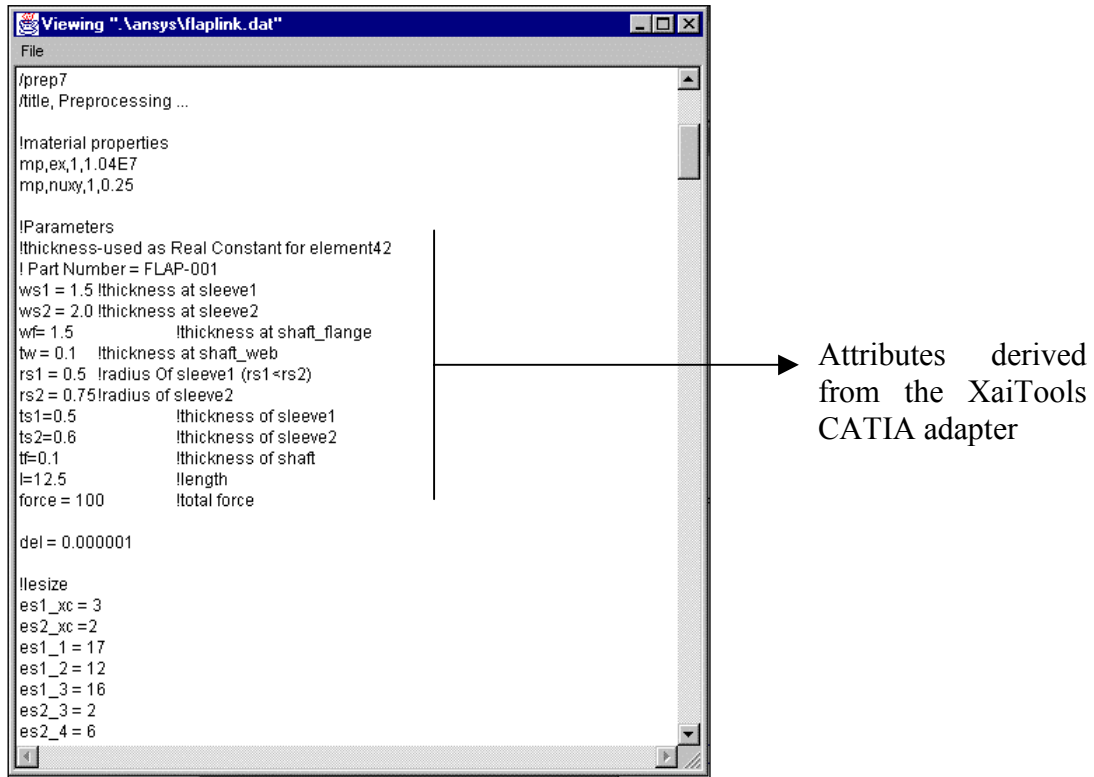 Viewing ".\ansys\flaplink.dat"
File
/prep7
/title, Preprocessing ...
!material properties
mp,ex,1,1.04E7
mp,nuxy,1,0.25
!Parameters
!thickness-used as Real Constant for element42
! Part Number = FLAP-001
ws1 = 1.5 !thickness at sleeve1
ws2 = 2.0 !thickness at sleeve2
wf= 1.5 !thickness at shaft_flange
tw = 0.1 !thickness at shaft_web
rs1 = 0.5 !radius Of sleeve1 (rs1<rs2)
rs2 = 0.75!radius of sleeve2
ts1=0.5 !thickness of sleeve1
ts2=0.6 !thickness of sleeve2
tf=0.1 !thickness of shaft
l=12.5 !length
force = 100 !total force
del = 0.000001
!lesize
es1_xc = 3
es2_xc =2
es1_1 = 17
es1_2 = 12
es1_3 = 16
es2_3 = 2
es2_4 = 6
Attributes derived
from the XaiTools
CATIA adapter